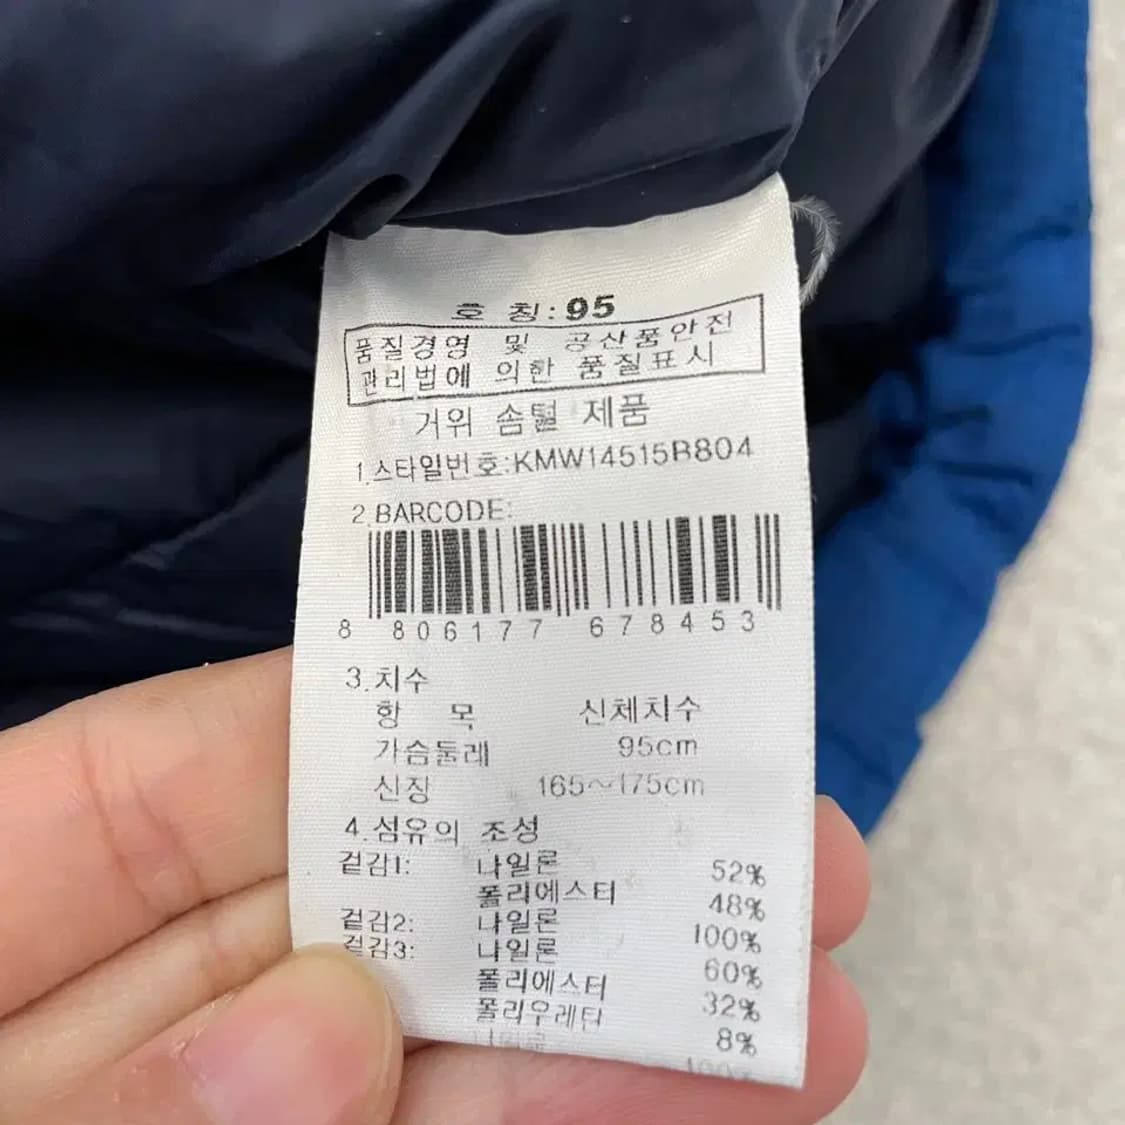 호 칭:95
품질경영 및 공산품안전
관리법에 의한 품질표시
거위 솜털 제품
1.스타일번호:KMW14515B804
2.BARCODE:
8 806177 678453
3.치수
항 목 신체치수
가슴둘레 95cm
신장 165~175cm
4.섬유의 조성
겉감1: 나일론 52%
폴리에스터 48%
겉감2: 나일론 100%
겉감3: 나일론 60%
폴리에스터 32%
폴리우레탄 8%
나일론 100%